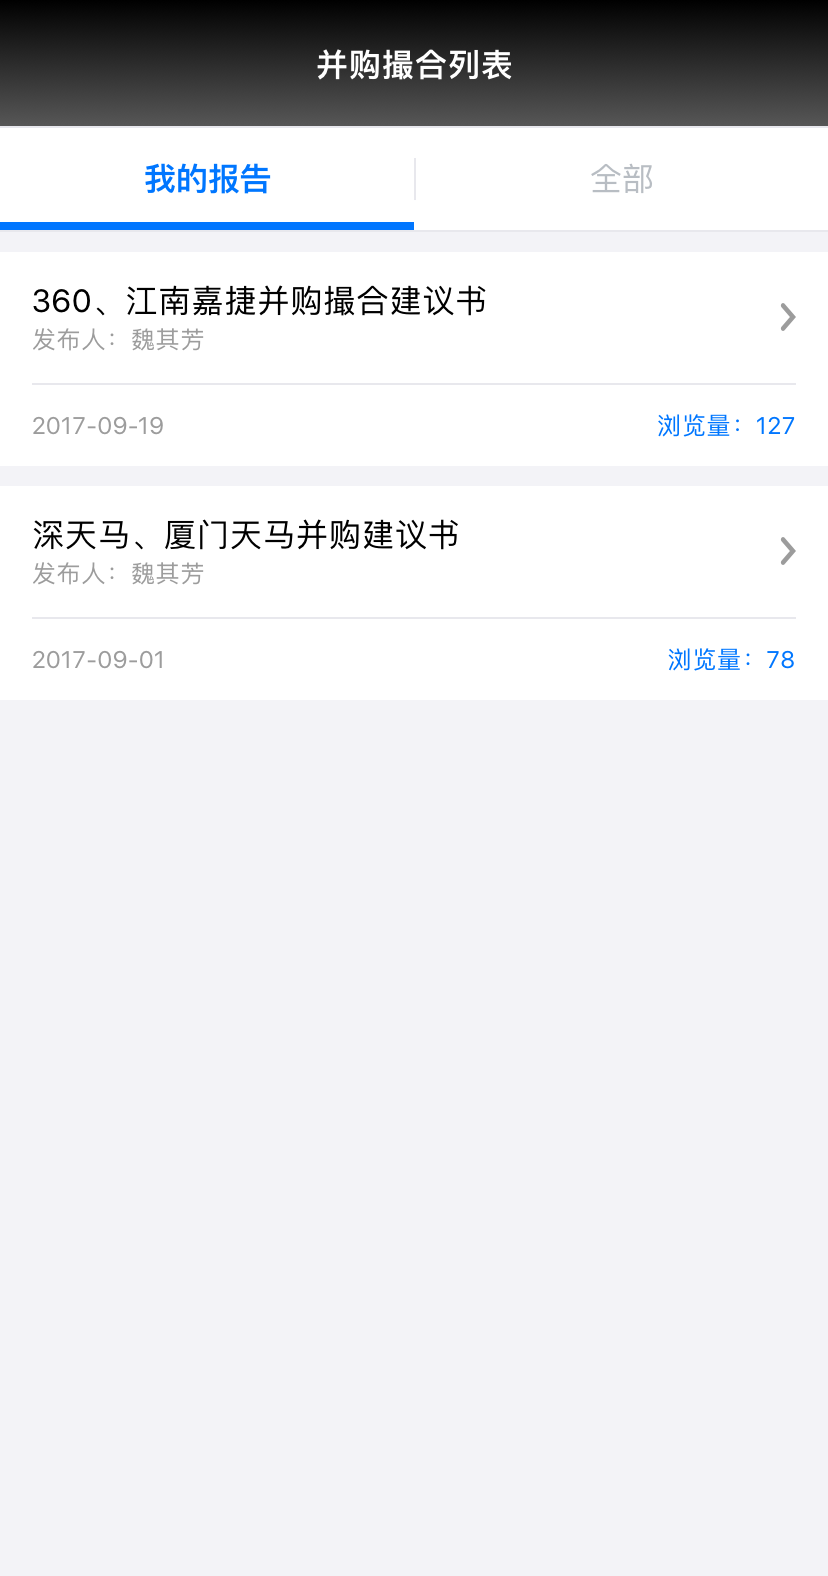 并购撮合列表
我的报告
全部
360、江南嘉捷并购撮合建议书
发布人：魏其芳
2017-09-19
浏览量：127
深天马、厦门天马并购建议书
发布人：魏其芳
2017-09-01
浏览量：78